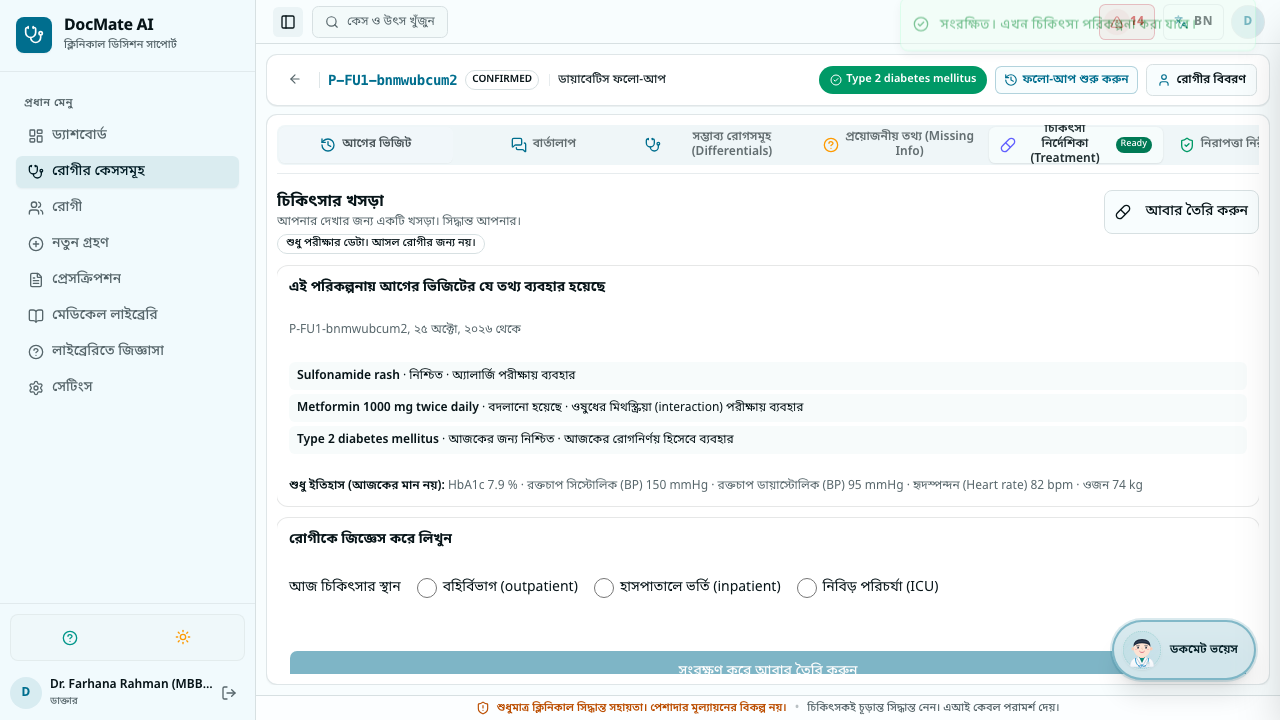 DocMate AI
ক্লিনিকাল ডিসিশন সাপোর্ট
প্রধান মেনু
ড্যাশবোর্ড
রোগীর কেসসমূহ
রোগী
নতুন গ্রহণ
প্রেসক্রিপশন
মেডিকেল লাইব্রেরি
লাইব্রেরিতে জিজ্ঞাসা
সেটিংস
D
Dr. Farhana Rahman (MBB...
ডাক্তার
কেস ও উৎস খুঁজুন
সংরক্ষিত। এখন চিকিৎসা পরিকল্পনা করা যাবে।
14
BN
D
P-FU1-bnmwubcum2
CONFIRMED
ডায়াবেটিস ফলো-আপ
Type 2 diabetes mellitus
ফলো-আপ শুরু করুন
রোগীর বিবরণ
আগের ভিজিট
বার্তালাপ
সম্ভাব্য রোগসমূহ
(Differentials)
প্রয়োজনীয় তথ্য (Missing
Info)
চিকিৎসা
নির্দেশিকা
(Treatment)
Ready
নিরাপত্তা
চিকিৎসার খসড়া
আপনার দেখার জন্য একটি খসড়া। সিদ্ধান্ত আপনার।
শুধু পরীক্ষার ডেটা। আসল রোগীর জন্য নয়।
আবার তৈরি করুন
এই পরিকল্পনায় আগের ভিজিটের যে তথ্য ব্যবহার হয়েছে
P-FU1-bnmwubcum2, ২৫ অক্টো, ২০২৬ থেকে
Sulfonamide rash · নিশ্চিত · অ্যালার্জি পরীক্ষায় ব্যবহার
Metformin 1000 mg twice daily · বদলানো হয়েছে · ওষুধের মিথস্ক্রিয়া (interaction) পরীক্ষায় ব্যবহার
Type 2 diabetes mellitus · আজকের জন্য নিশ্চিত · আজকের রোগনির্ণয় হিসেবে ব্যবহার
শুধু ইতিহাস (আজকের মান নয়): HbA1c 7.9 % · রক্তচাপ সিস্টোলিক (BP) 150 mmHg · রক্তচাপ ডায়াস্টোলিক (BP) 95 mmHg · হৃদস্পন্দন (Heart rate) 82 bpm · ওজন 74 kg
রোগীকে জিজ্ঞেস করে লিখুন
আজ চিকিৎসার স্থান
বহির্বিভাগ (outpatient)
হাসপাতালে ভর্তি (inpatient)
নিবিড় পরিচর্যা (ICU)
সংরক্ষণ করে আবার তৈরি করুন
ডকমেট ভয়েস
শুধুমাত্র ক্লিনিকাল সিদ্ধান্ত সহায়তা। পেশাদার মূল্যায়নের বিকল্প নয়। • চিকিৎসকই চূড়ান্ত সিদ্ধান্ত নেন। এআই কেবল পরামর্শ দেয়।